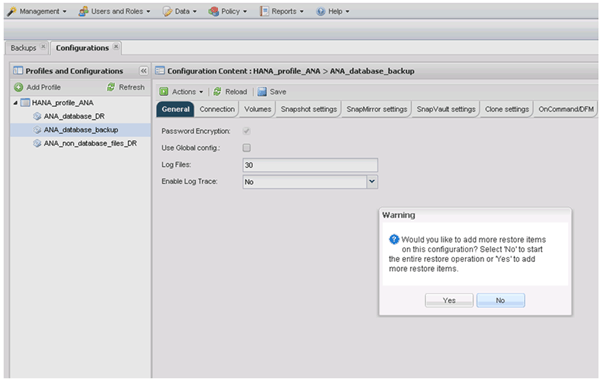 Management Users and Roles Data Policy Reports Help
Backups Configurations
Profiles and Configurations
Configuration Content : HANA_profile_ANA > ANA_database_backup
Add Profile Refresh
Actions Reload Save
HANA_profile_ANA
General Connection Volumes Snapshot settings SnapMirror settings SnapVault settings Clone settings OnCommand/DFM
ANA_database_DR
ANA_database_backup
ANA_non_database_files_DR
Password Encryption:
Use Global config.:
Log Files: 30
Enable Log Trace: No
Warning
Would you like to add more restore items
on this configuration? Select 'No' to start
the entire restore operation or 'Yes' to add
more restore items.
Yes No